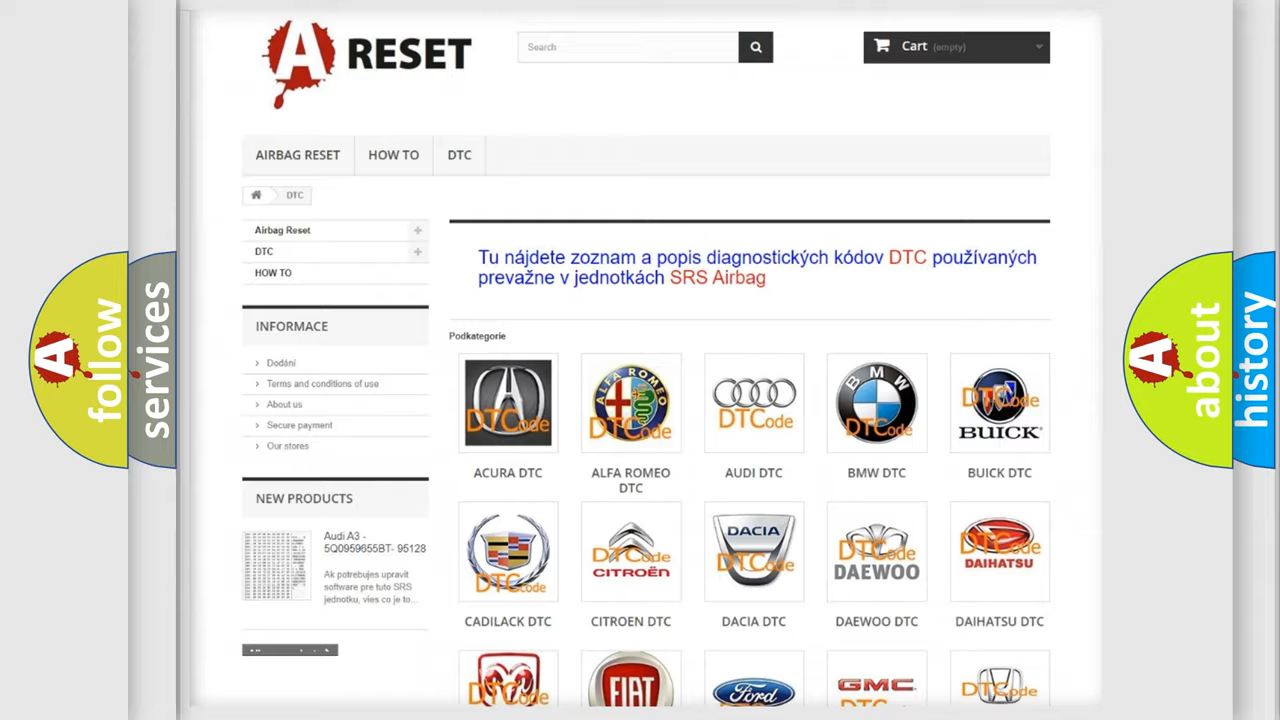 A RESET
Search
Cart (empty)
AIRBAG RESET
HOW TO
DTC
DTC
Airbag Reset
DTC
HOW TO
INFORMACE
Dodání
Terms and conditions of use
About us
Secure payment
Our stores
NEW PRODUCTS
Audi A3 -
5Q0959655BT- 95128
Ak potrebujes upravit
software pre tuto SRS
jednotku, vies co je to...
Tu nájdete zoznam a popis diagnostických kódov DTC používaných
prevažne v jednotkách SRS Airbag
Podkategorie
DTCode
ALFA ROMEO
DTCode
DTCode
BMW
DTCode
DTCode
BUICK
ACURA DTC
ALFA ROMEO
DTC
AUDI DTC
BMW DTC
BUICK DTC
DTCode
DTCode
CITROËN
DACIA
DTCode
DTCode
DAEWOO
DTCode
DAIHATSU
CADILACK DTC
CITROEN DTC
DACIA DTC
DAEWOO DTC
DAIHATSU DTC
DTCode
FIAT
Ford
GMC
DTCode
A follow
services
A about
history